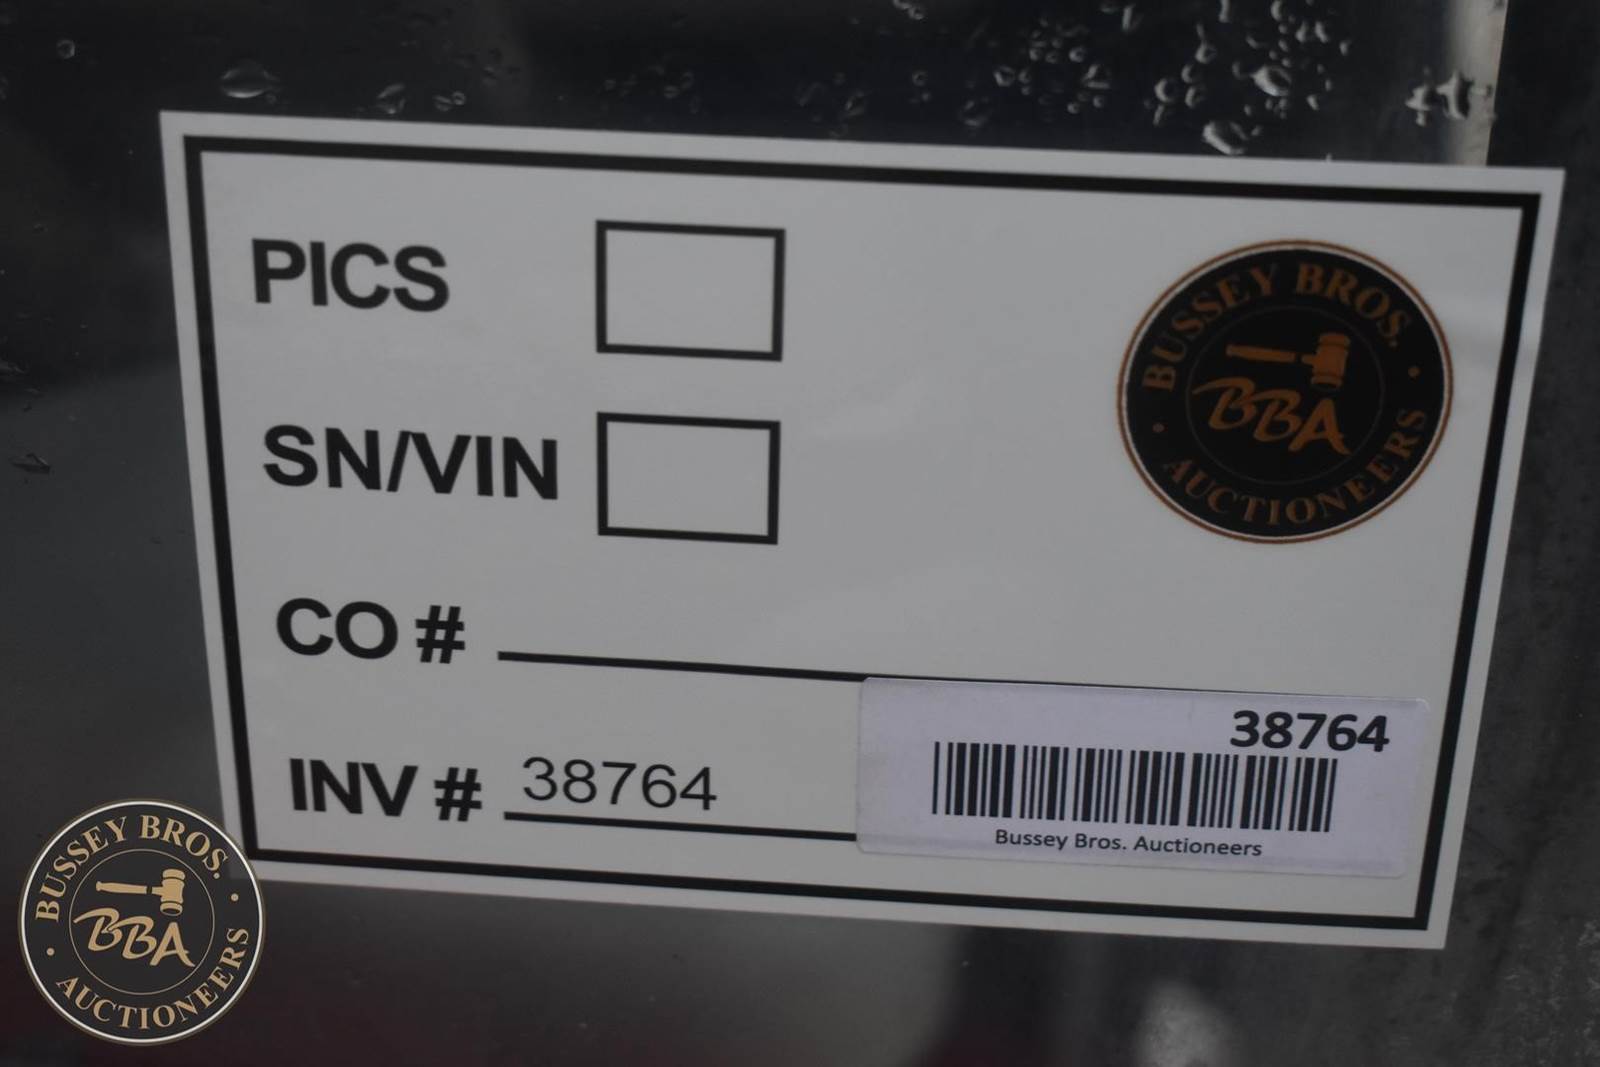 PICS
SN/VIN
CO #
INV # 38764
BUSSEY BROS.
BBA
AUCTIONEERS
38764
Bussey Bros. Auctioneers
BUSSEY BROS.
BBA
AUCTIONEERS